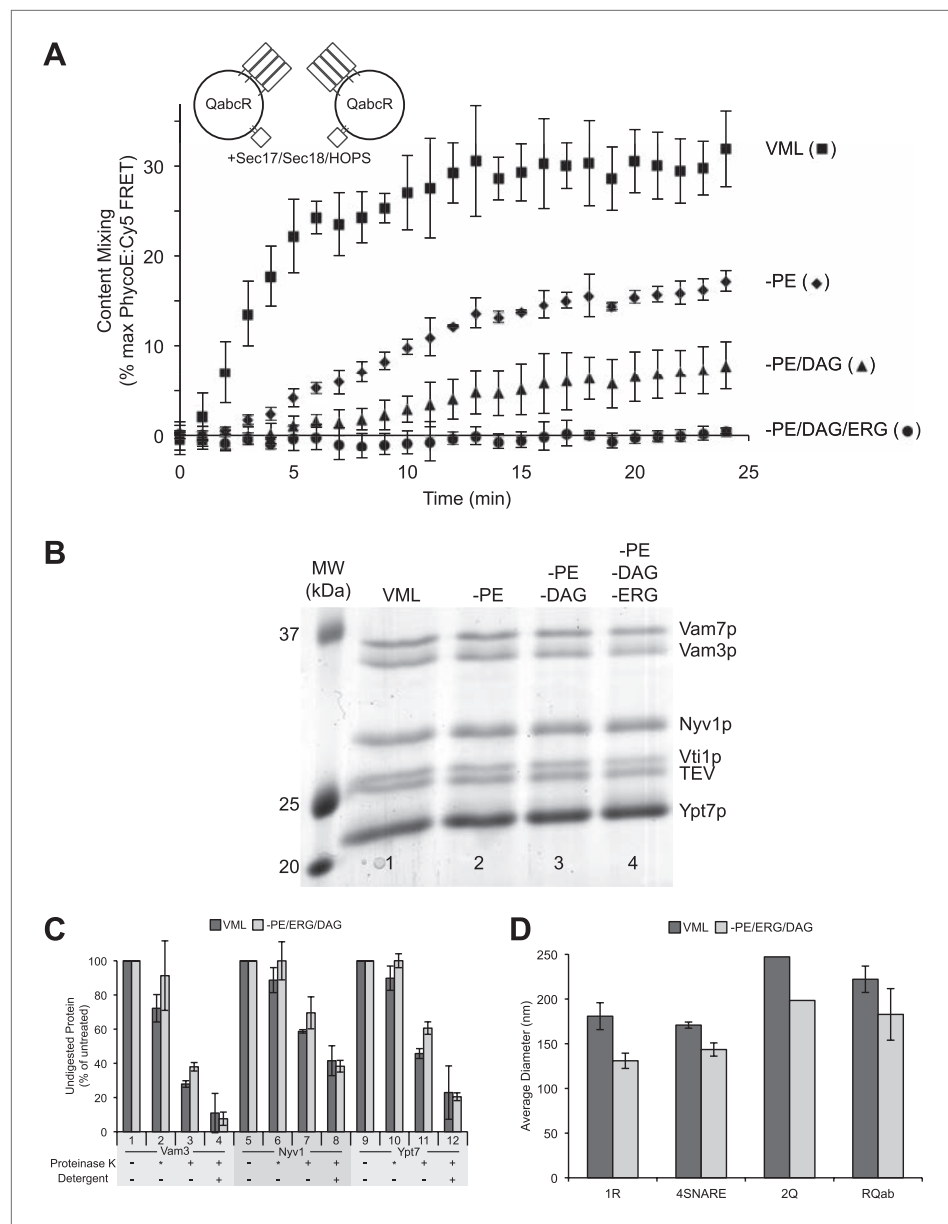 A
QabcR
QabcR
+Sec17/Sec18/HOPS
Content Mixing
(% max PhycoE:Cy5 FRET)
30
20
10
0
0
5
10
15
20
25
Time (min)
VML (■)
-PE (◆)
-PE/DAG (▲)
-PE/DAG/ERG (●)
B
MW
(kDa)
VML
-PE
-PE
-DAG
-PE
-DAG
-ERG
37
25
20
Vam7p
Vam3p
Nyv1p
Vti1p
TEV
Ypt7p
1 2 3 4
C
VML -PE/ERG/DAG
Undigested Protein
(% of untreated)
100
80
60
40
20
0
1 2 3 4 5 6 7 8 9 10 11 12
Vam3 Nyv1 Ypt7
Proteinase K - * + + - * + + - * + +
Detergent - - - + - - - + - - - +
D
VML -PE/ERG/DAG
Average Diameter (nm)
250
200
150
100
50
0
1R 4SNARE 2Q RQab